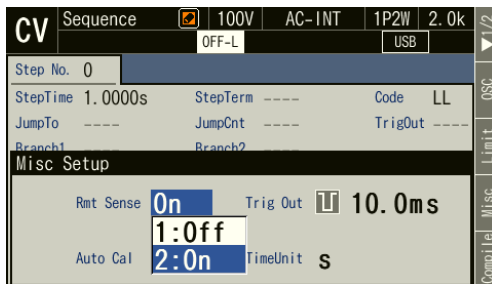 CV Sequence 100V AC-INT 1P2W 2.0k
OFF-L USB
▼1/2
Step No. 0
StepTime 1.0000s StepTerm ---- Code LL
JumpTo ---- JumpCnt ---- TrigOut ----
Branch1 Branch2
OSC
Limit
Misc
Compile
Misc Setup
Rmt Sense On Trig Out 10.0ms
1:Off
2:On
Auto Cal TimeUnit s